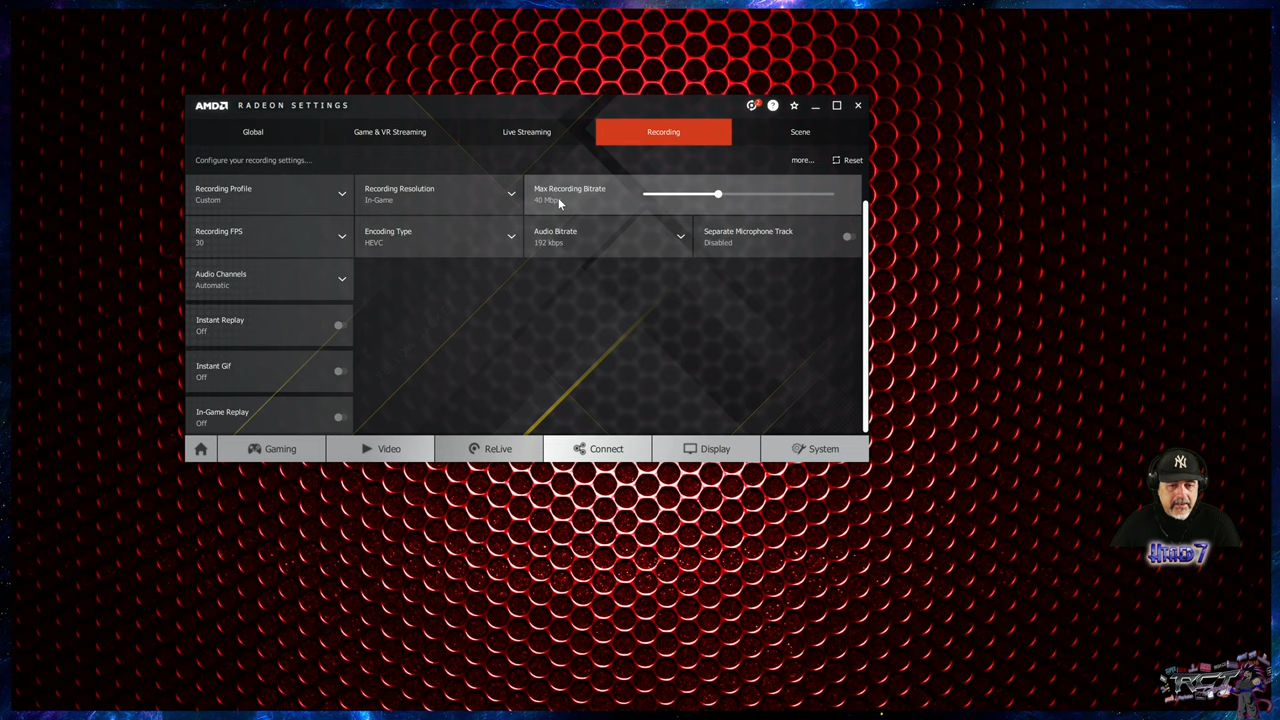 AMD RADEON SETTINGS
2
?
Global
Game & VR Streaming
Live Streaming
Recording
Scene
Configure your recording settings....
more...
Reset
Recording Profile
Custom
Recording Resolution
In-Game
Max Recording Bitrate
40 Mbps
Recording FPS
30
Encoding Type
HEVC
Audio Bitrate
192 kbps
Separate Microphone Track
Disabled
Audio Channels
Automatic
Instant Replay
Off
Instant Gif
Off
In-Game Replay
Off
Gaming
Video
ReLive
Connect
Display
System